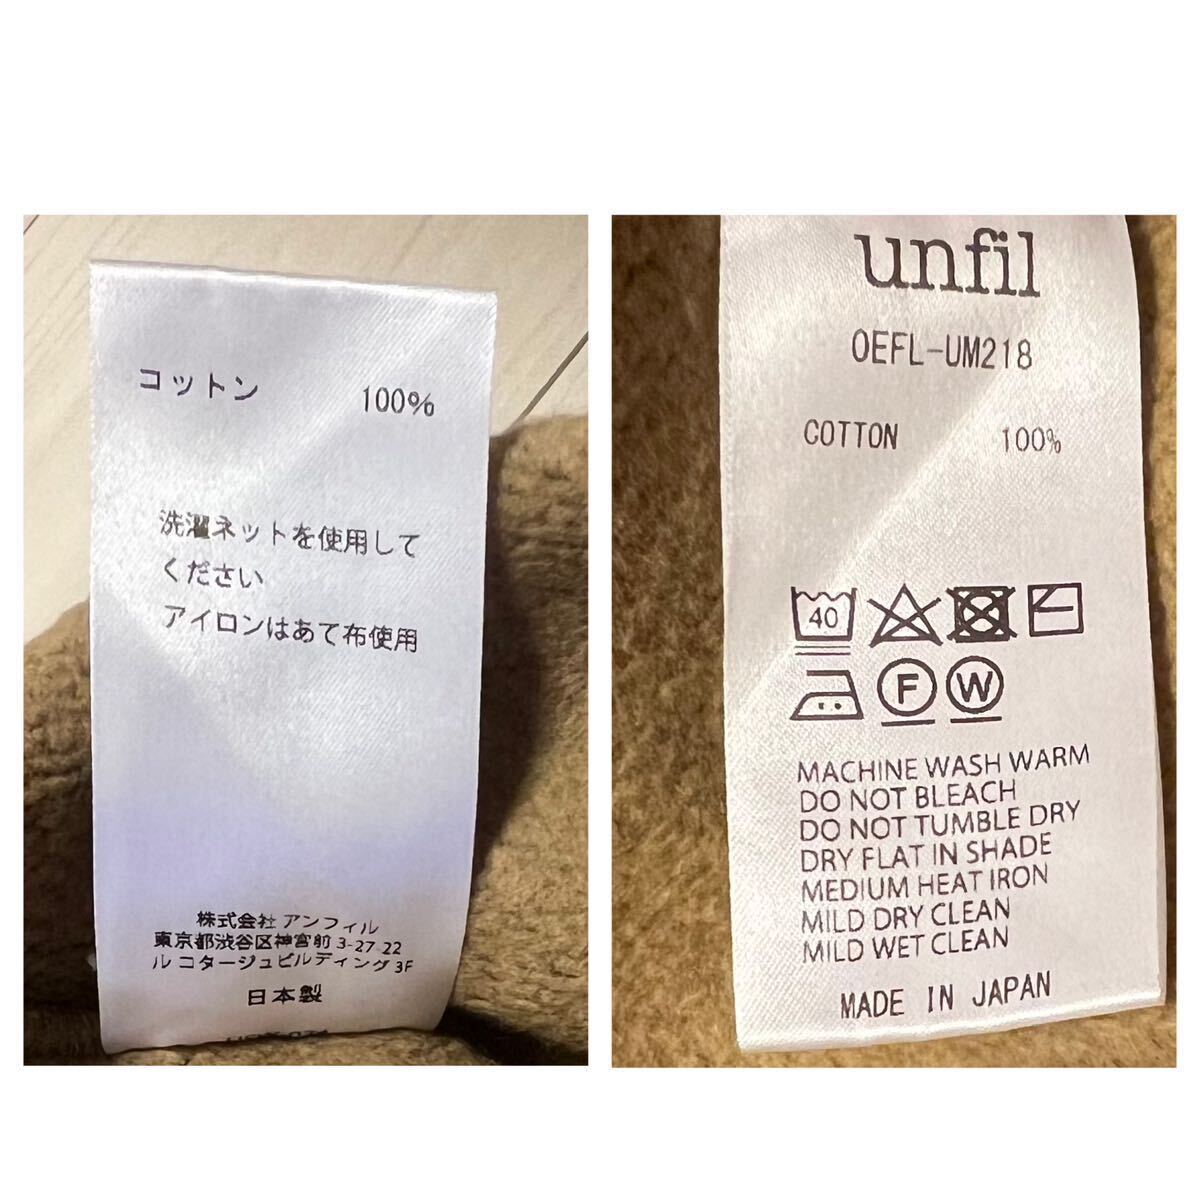 コットン 100%
洗濯ネットを使用して
ください
アイロンはあて布使用
株式会社 アンフィル
東京都渋谷区神宮前 3-27-22
ル コタージュビルディング 3F
日本製
unfil
OEFL-UM218
COTTON 100%
40
F W
MACHINE WASH WARM
DO NOT BLEACH
DO NOT TUMBLE DRY
DRY FLAT IN SHADE
MEDIUM HEAT IRON
MILD DRY CLEAN
MILD WET CLEAN
MADE IN JAPAN